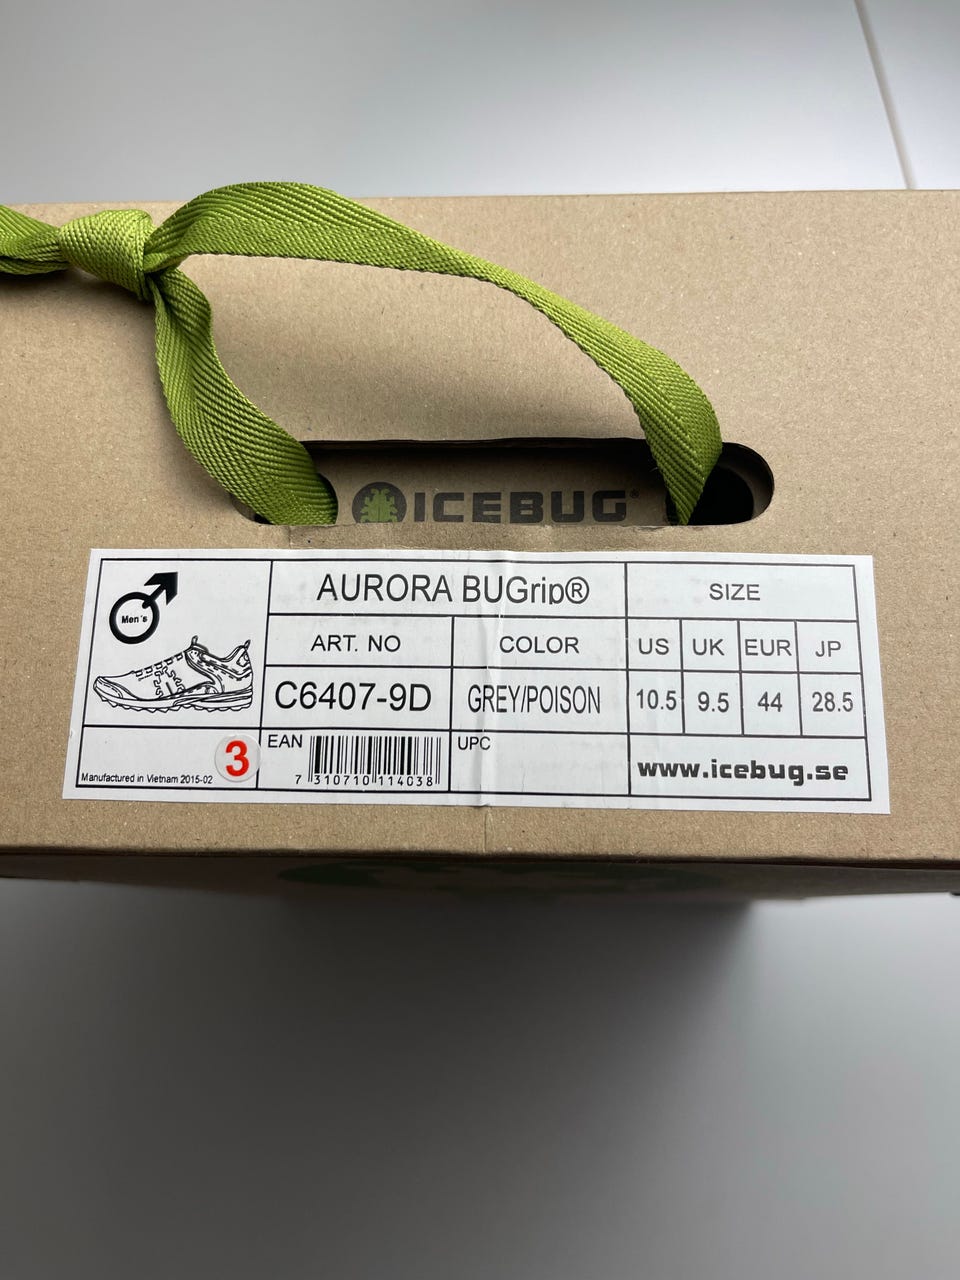 ICEBUG®
Men´s
AURORA BUGrip®
SIZE
ART. NO
COLOR
US
UK
EUR
JP
C6407-9D
GREY/POISON
10.5
9.5
44
28.5
Manufactured in Vietnam 2015-02
3
EAN
7 310710 114038
UPC
www.icebug.se